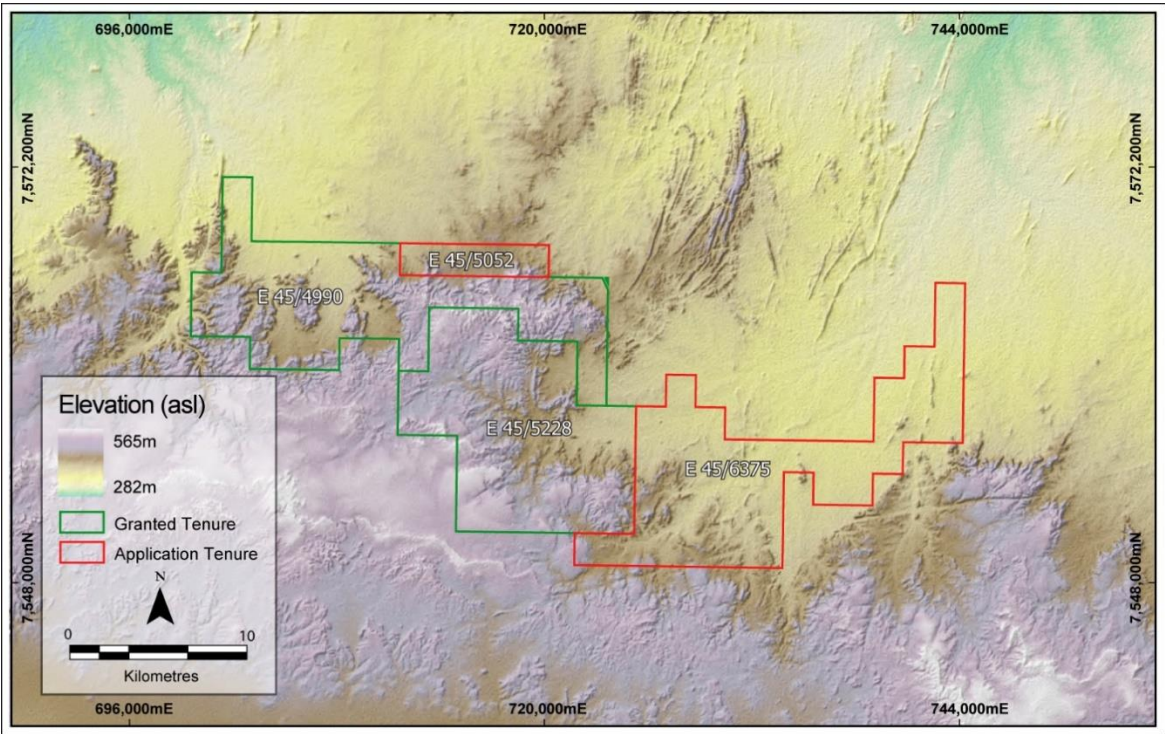 696,000mE
720,000mE
744,000mE
7,572,200mN
7,572,200mN
E 45/5052
E 45/4990
E 45/5228
E 45/6375
Elevation (asl)
565m
282m
Granted Tenure
Application Tenure
N
0 10
Kilometres
7,548,000mN
7,548,000mN
696,000mE
720,000mE
744,000mE